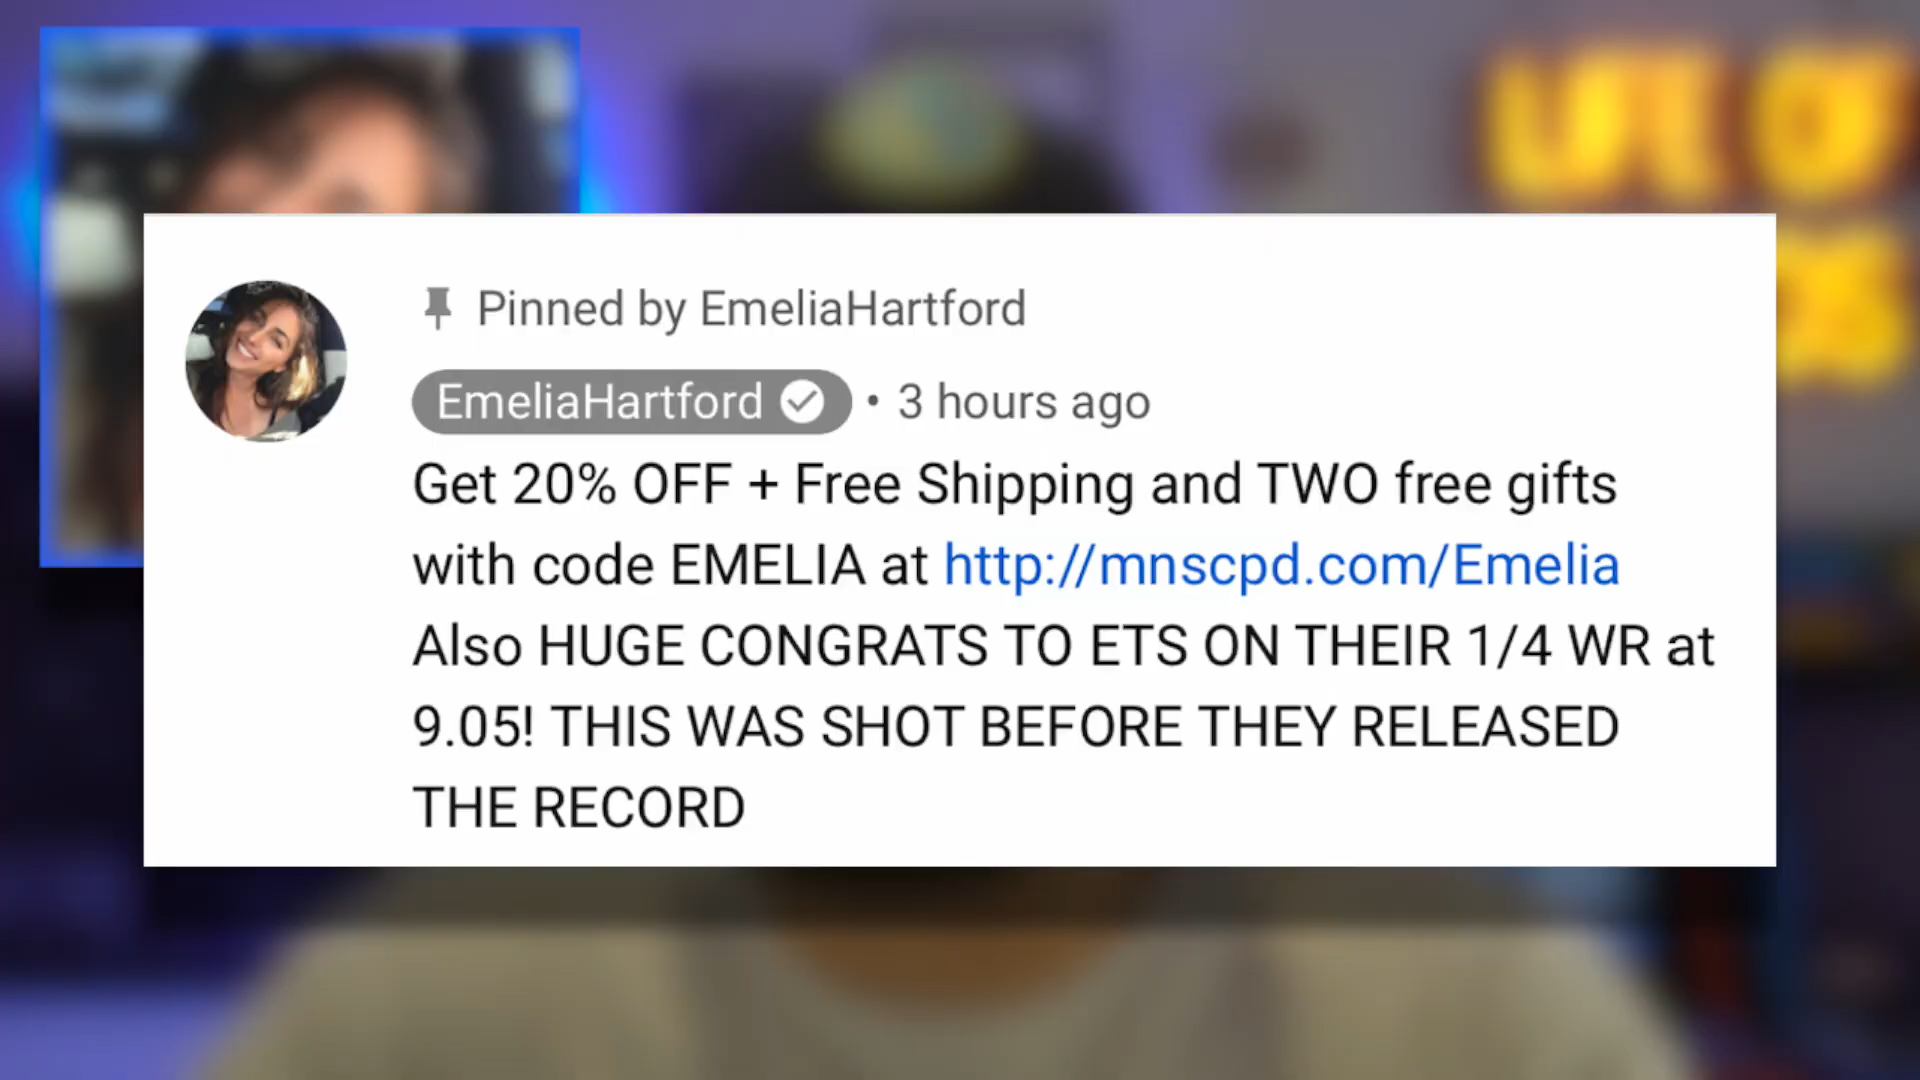 Pinned by EmeliaHartford
EmeliaHartford • 3 hours ago
Get 20% OFF + Free Shipping and TWO free gifts
with code EMELIA at http://mnscpd.com/Emelia
Also HUGE CONGRATS TO ETS ON THEIR 1/4 WR at
9.05! THIS WAS SHOT BEFORE THEY RELEASED
THE RECORD